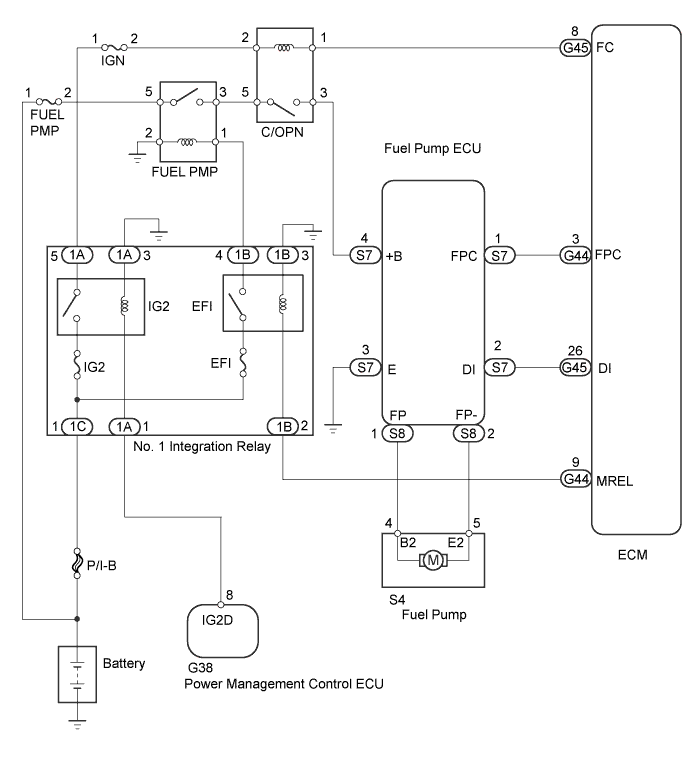 8
1 2 2 1 G45 FC
IGN
1 2 5 3 5 3
FUEL
PMP
C/OPN
2 1
FUEL PMP
Fuel Pump ECU
4 1 3
5 1A 1A 3 4 1B 1B 3 S7 +B FPC S7 G44 FPC
IG2 EFI
3 2 26
IG2 EFI S7 E DI S7 G45 DI
FP FP-
1 1C 1A 1 1B 2 1 S8 S8 2
No. 1 Integration Relay
9
G44 MREL
4 5
B2 E2
ECM
P/I-B M
S4
8 Fuel Pump
IG2D
Battery
G38
Power Management Control ECU